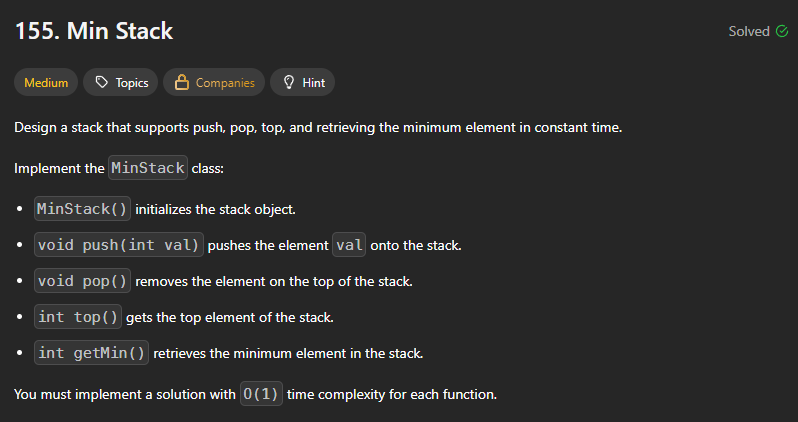 155. Min Stack
Solved
Medium
Topics
Companies
Hint
Design a stack that supports push, pop, top, and retrieving the minimum element in constant time.
Implement the MinStack class:
• MinStack() initializes the stack object.
• void push(int val) pushes the element val onto the stack.
• void pop() removes the element on the top of the stack.
• int top() gets the top element of the stack.
• int getMin() retrieves the minimum element in the stack.
You must implement a solution with O(1) time complexity for each function.